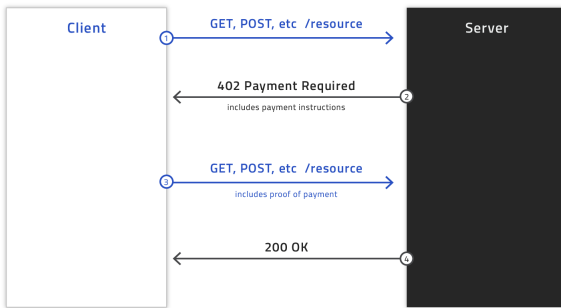 Client
Server
GET, POST, etc /resource
1
402 Payment Required
2
includes payment instructions
GET, POST, etc /resource
3
includes proof of payment
200 OK
4